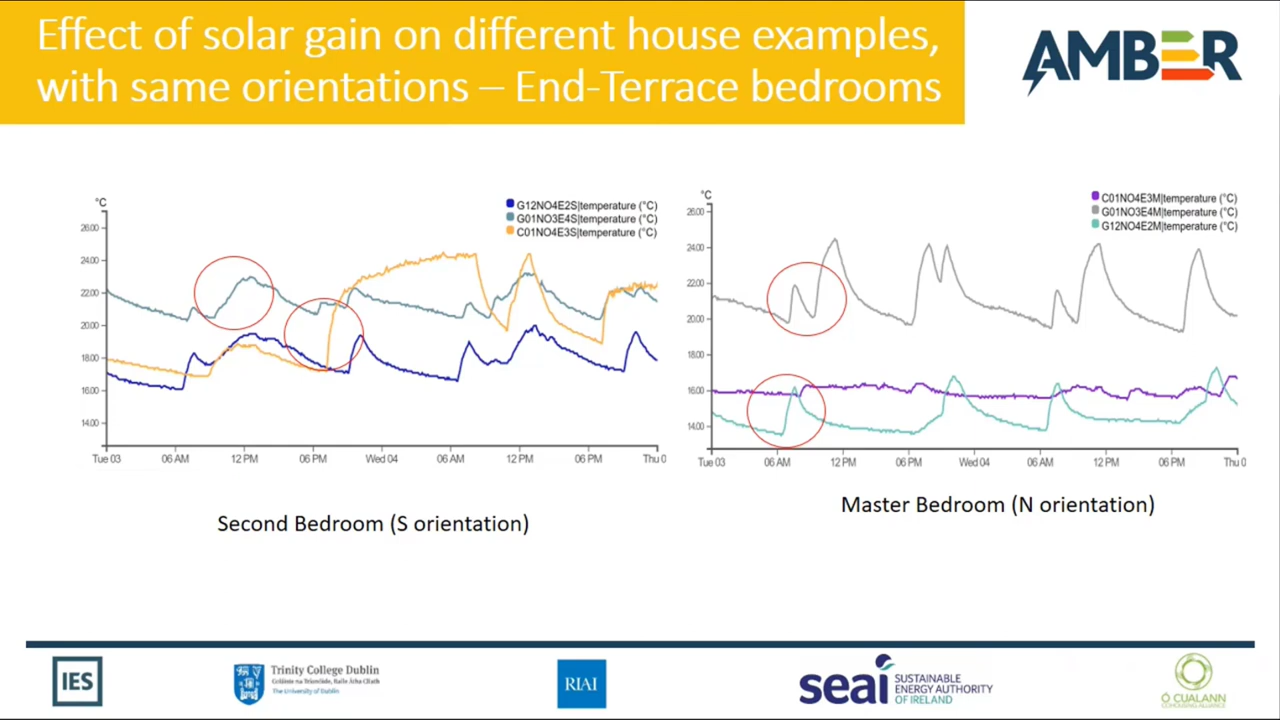 Effect of solar gain on different house examples,
with same orientations – End-Terrace bedrooms
AMBER
°C
G12NO4E2S|temperature (°C)
G01NO3E4S|temperature (°C)
C01NO4E3S|temperature (°C)
26.00
24.00
22.00
20.00
18.00
16.00
14.00
Tue 03
06 AM
12 PM
06 PM
Wed 04
06 AM
12 PM
06 PM
Thu 0
Second Bedroom (S orientation)
°C
C01NO4E3M|temperature (°C)
G01NO3E4M|temperature (°C)
G12NO4E2M|temperature (°C)
26.00
24.00
22.00
20.00
18.00
16.00
14.00
Tue 03
06 AM
12 PM
06 PM
Wed 04
06 AM
12 PM
06 PM
Thu 0
Master Bedroom (N orientation)
IES
Trinity College Dublin
Coláiste na Tríonóide, Baile Átha Cliath
The University of Dublin
RIAI
seai
SUSTAINABLE
ENERGY AUTHORITY
OF IRELAND
Ó CUALANN
COHOUSING ALLIANCE